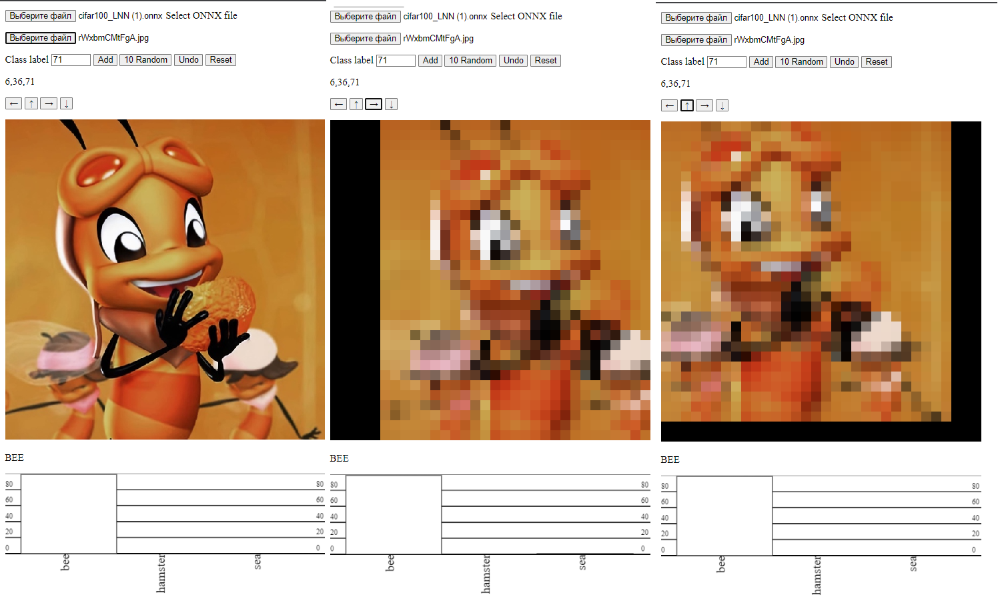 Выберите файл cifar100_LNN (1).onnx Select ONNX file
Выберите файл rWxbmCMtFgA.jpg
Class label 71 Add 10 Random Undo Reset
6,36,71
← ↑ → ↓
BEE
80 80
60 60
40 40
20 20
0 0
bee hamster sea
Выберите файл cifar100_LNN (1).onnx Select ONNX file
Выберите файл rWxbmCMtFgA.jpg
Class label 71 Add 10 Random Undo Reset
6,36,71
← ↑ → ↓
BEE
80 80
60 60
40 40
20 20
0 0
bee hamster sea
Выберите файл cifar100_LNN (1).onnx Select ONNX file
Выберите файл rWxbmCMtFgA.jpg
Class label 71 Add 10 Random Undo Reset
6,36,71
← ↑ → ↓
BEE
80 80
60 60
40 40
20 20
0 0
bee hamster sea